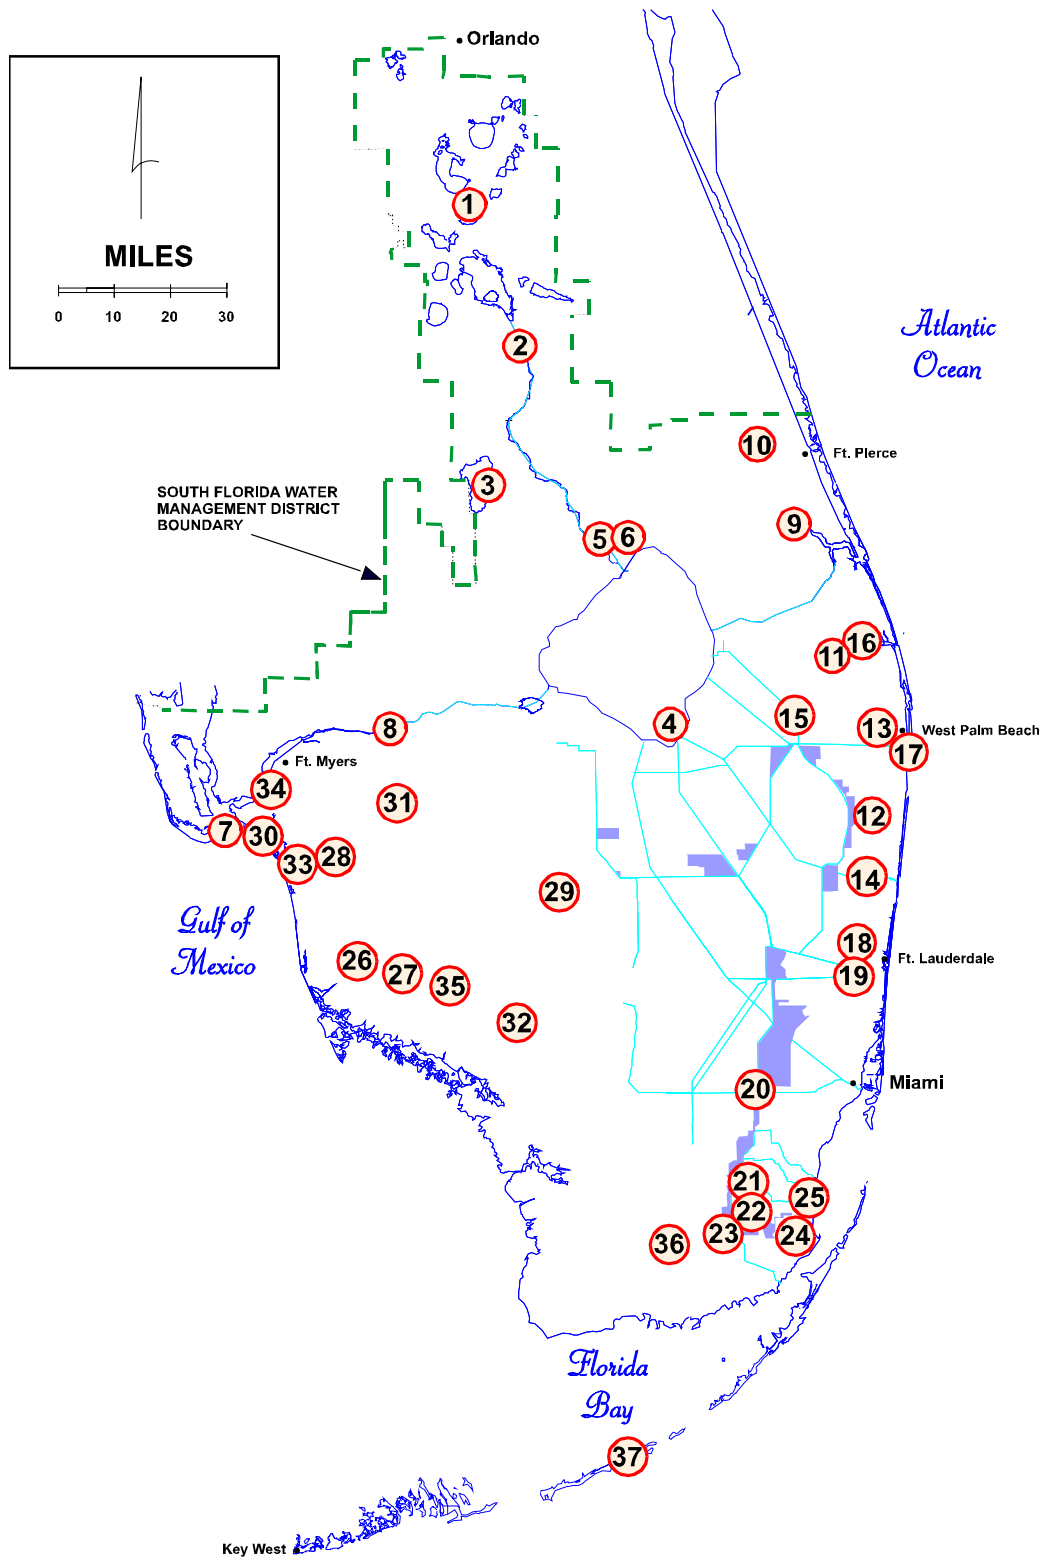 Orlando
MILES
0 10 20 30
1
Atlantic
Ocean
2
10
Ft. Pierce
3
SOUTH FLORIDA WATER
MANAGEMENT DISTRICT
BOUNDARY
9
5 6
16
11
15
4
13
West Palm Beach
8
17
Ft. Myers
34
31
12
7
30
33
28
14
29
Gulf of
Mexico
18
Ft. Lauderdale
26
27
35
19
32
Miami
20
21
25
22
23
24
36
Florida
Bay
37
Key West